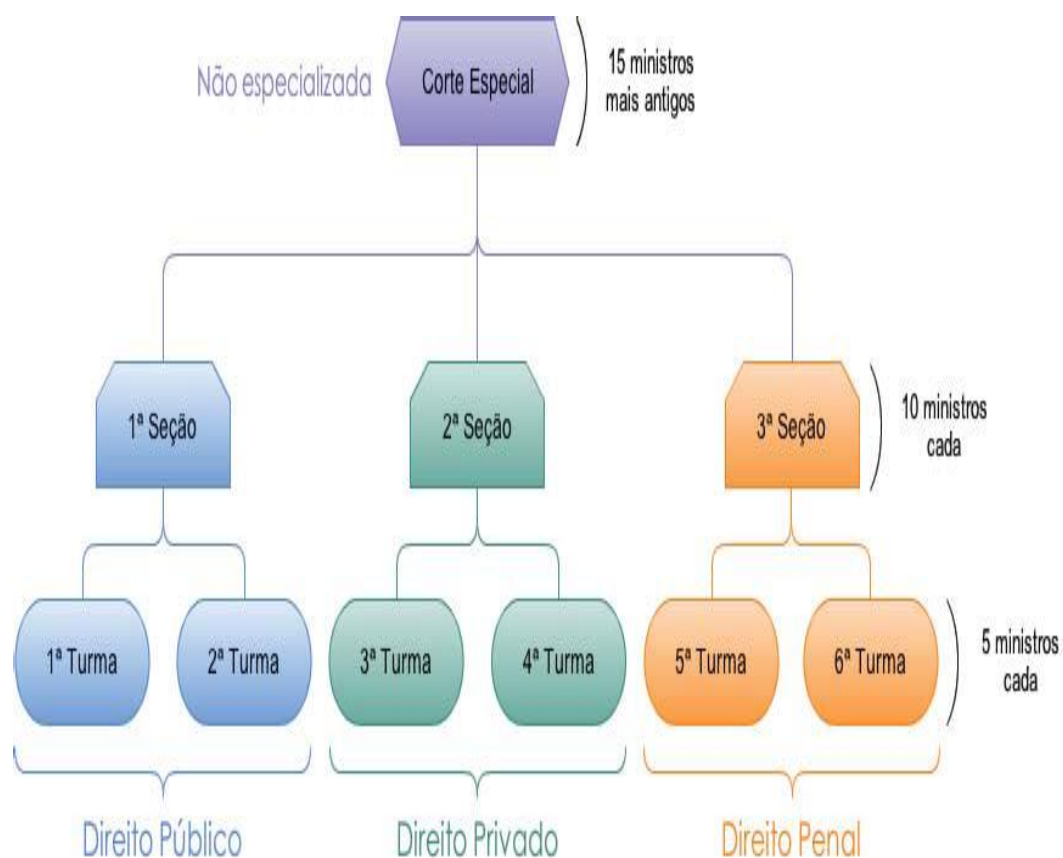 Não especializada
Corte Especial
15 ministros
mais antigos
1ª Seção
2ª Seção
3ª Seção
10 ministros
cada
1ª Turma
2ª Turma
3ª Turma
4ª Turma
5ª Turma
6ª Turma
5 ministros
cada
Direito Público
Direito Privado
Direito Penal